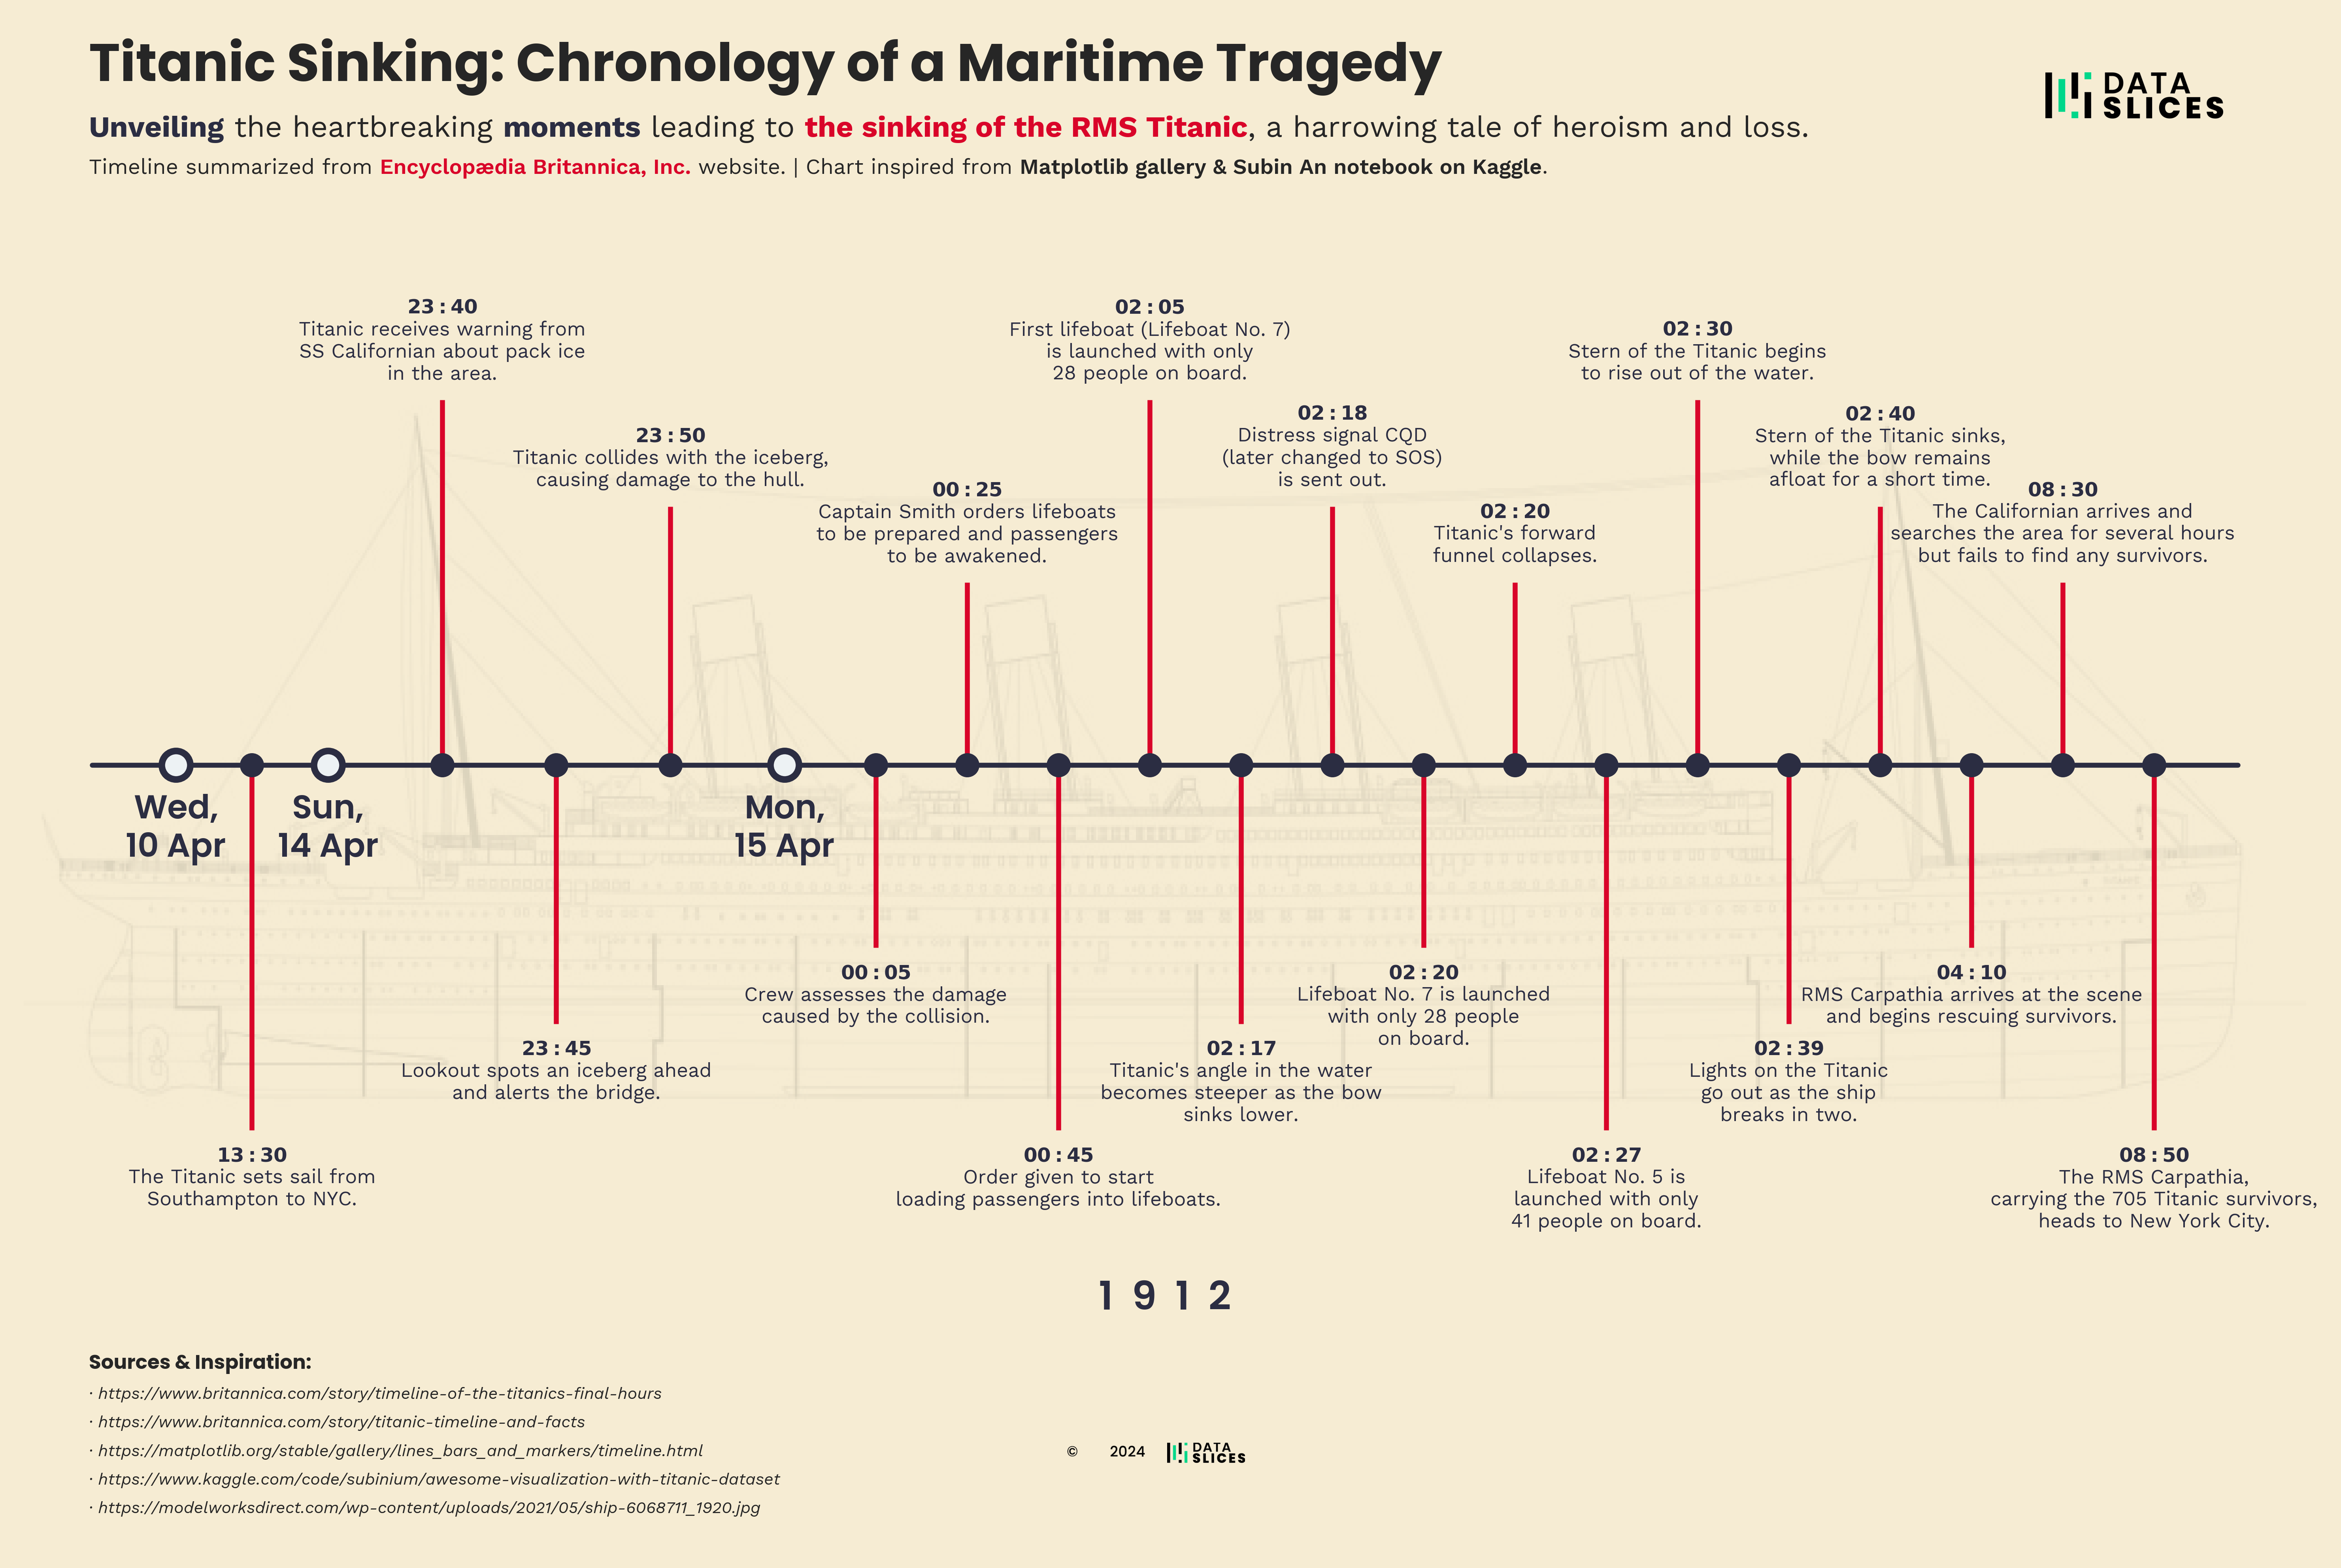 Titanic Sinking: Chronology of a Maritime Tragedy
Unveiling the heartbreaking moments leading to the sinking of the RMS Titanic, a harrowing tale of heroism and loss.
Timeline summarized from Encyclopædia Britannica, Inc. website. | Chart inspired from Matplotlib gallery & Subin An notebook on Kaggle.
DATA
SLICES
23:40
Titanic receives warning from
SS Californian about pack ice
in the area.
23:50
Titanic collides with the iceberg,
causing damage to the hull.
00:25
Captain Smith orders lifeboats
to be prepared and passengers
to be awakened.
02:05
First lifeboat (Lifeboat No. 7)
is launched with only
28 people on board.
02:18
Distress signal CQD
(later changed to SOS)
is sent out.
02:20
Titanic's forward
funnel collapses.
02:30
Stern of the Titanic begins
to rise out of the water.
02:40
Stern of the Titanic sinks,
while the bow remains
afloat for a short time.
08:30
The Californian arrives and
searches the area for several hours
but fails to find any survivors.
Wed,
10 Apr
Sun,
14 Apr
Mon,
15 Apr
13:30
The Titanic sets sail from
Southampton to NYC.
23:45
Lookout spots an iceberg ahead
and alerts the bridge.
00:05
Crew assesses the damage
caused by the collision.
00:45
Order given to start
loading passengers into lifeboats.
02:17
Titanic's angle in the water
becomes steeper as the bow
sinks lower.
02:20
Lifeboat No. 7 is launched
with only 28 people
on board.
02:27
Lifeboat No. 5 is
launched with only
41 people on board.
02:39
Lights on the Titanic
go out as the ship
breaks in two.
04:10
RMS Carpathia arrives at the scene
and begins rescuing survivors.
08:50
The RMS Carpathia,
carrying the 705 Titanic survivors,
heads to New York City.
1912
Sources & Inspiration:
· https://www.britannica.com/story/timeline-of-the-titanics-final-hours
· https://www.britannica.com/story/titanic-timeline-and-facts
· https://matplotlib.org/stable/gallery/lines_bars_and_markers/timeline.html
· https://www.kaggle.com/code/subinium/awesome-visualization-with-titanic-dataset
· https://modelworksdirect.com/wp-content/uploads/2021/05/ship-6068711_1920.jpg
© 2024 DATA
SLICES